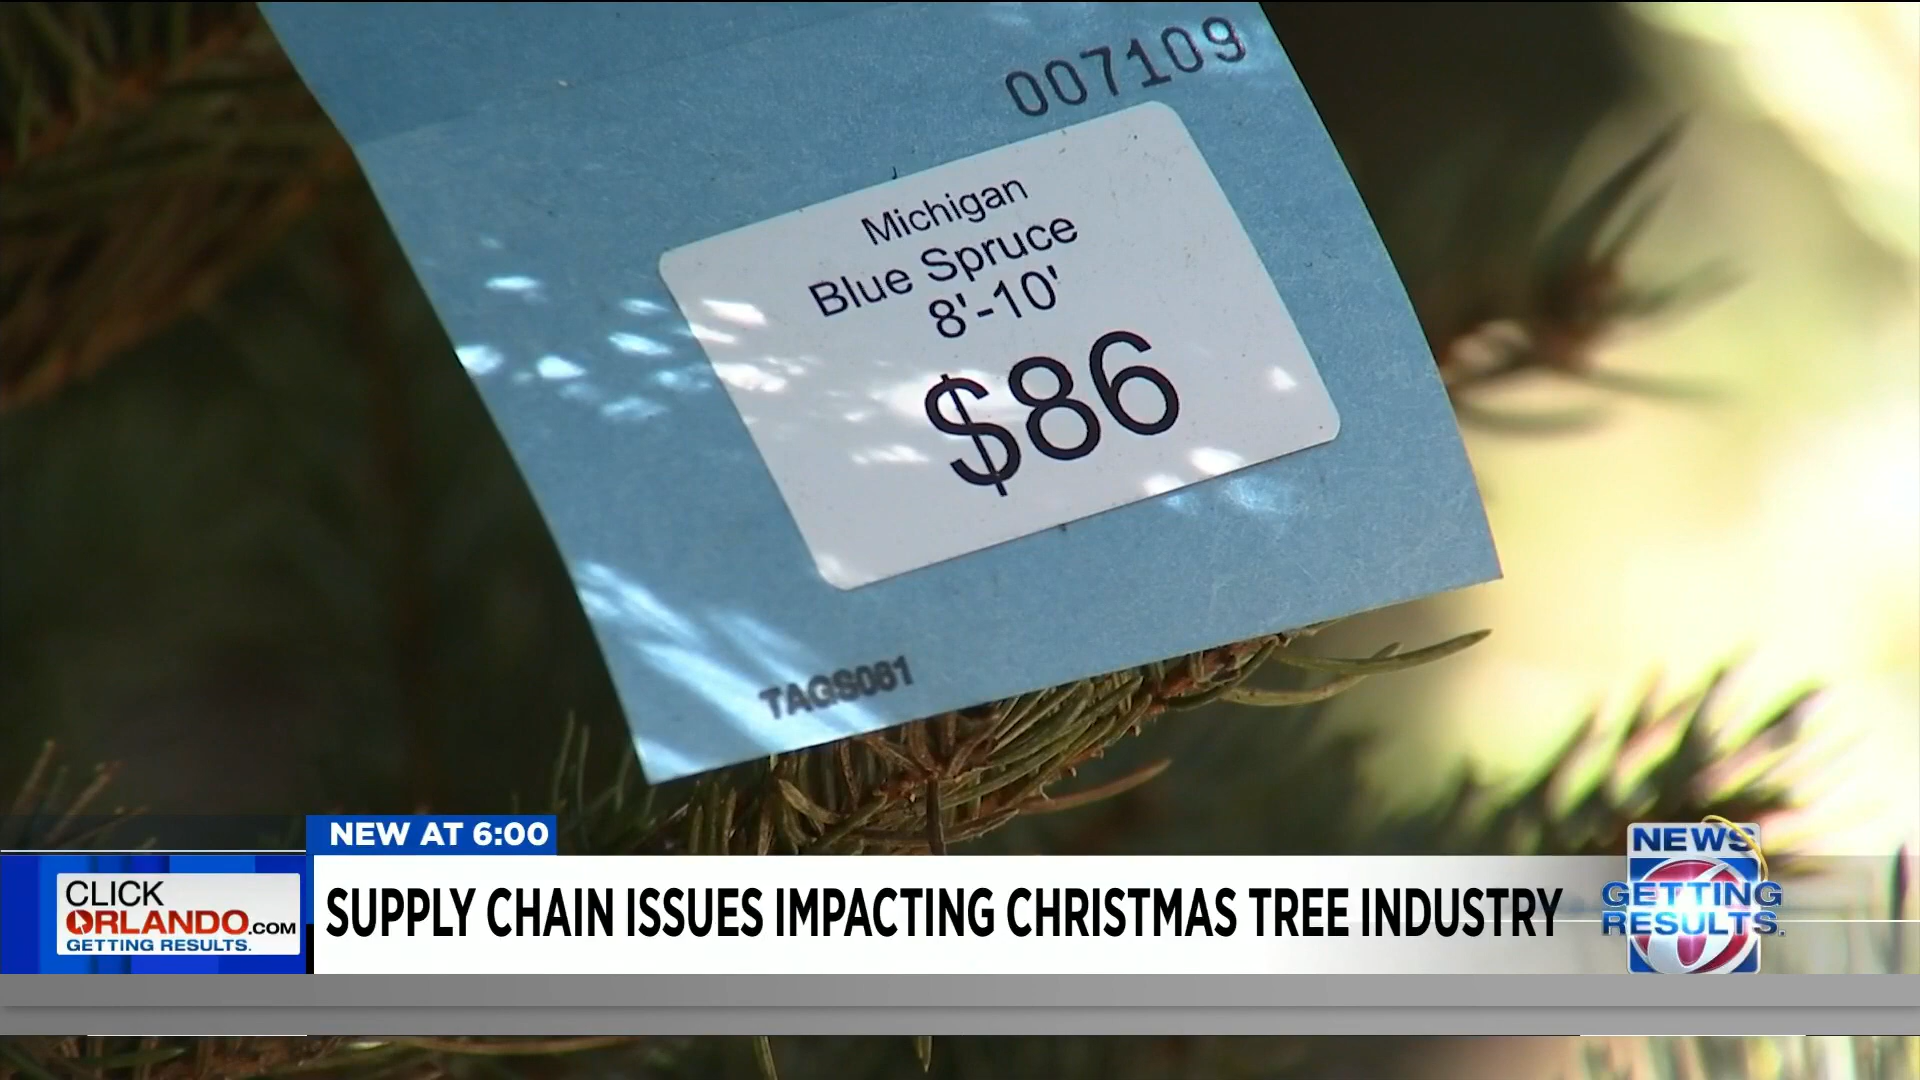 007109
Michigan
Blue Spruce
8'-10'
$86
TAGS081
NEW AT 6:00
CLICK
ORLANDO.COM
GETTING RESULTS.
SUPPLY CHAIN ISSUES IMPACTING CHRISTMAS TREE INDUSTRY
NEWS
GETTING
RESULTS.